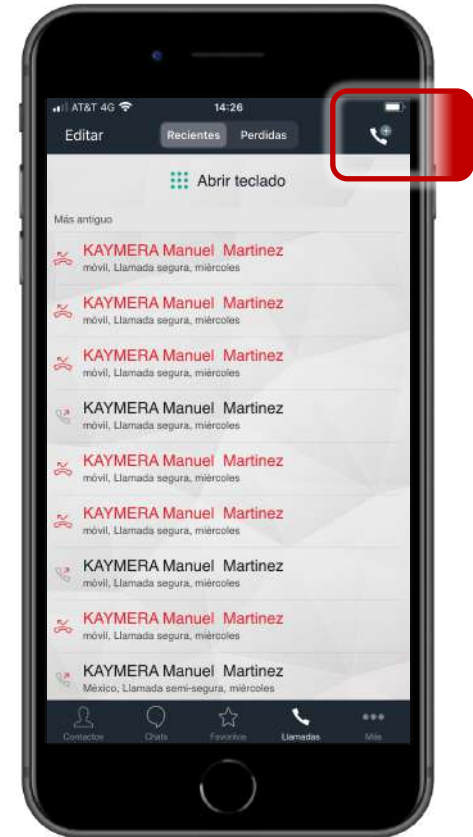 AT&T 4G
14:26
Editar
Recientes
Perdidas
Abrir teclado
Más antiguo
KAYMERA Manuel Martinez
móvil, Llamada segura, miércoles
KAYMERA Manuel Martinez
móvil, Llamada segura, miércoles
KAYMERA Manuel Martinez
móvil, Llamada segura, miércoles
KAYMERA Manuel Martinez
móvil, Llamada segura, miércoles
KAYMERA Manuel Martinez
móvil, Llamada segura, miércoles
KAYMERA Manuel Martinez
móvil, Llamada segura, miércoles
KAYMERA Manuel Martinez
móvil, Llamada segura, miércoles
KAYMERA Manuel Martinez
móvil, Llamada segura, miércoles
KAYMERA Manuel Martinez
México, Llamada semi-segura, miércoles
Contactos
Chats
Favoritos
Llamadas
Más